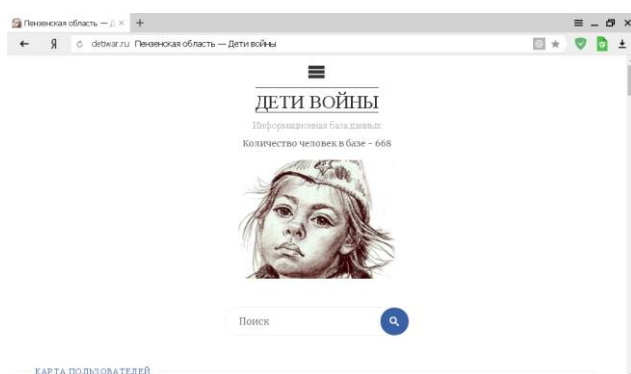 Пензенская область — Д
detiwar.ru Пензенская область — Дети войны
ДЕТИ ВОЙНЫ
Информационная база данных
Количество человек в базе - 668
Поиск
КАРТА ПОЛЬЗОВАТЕЛЕЙ